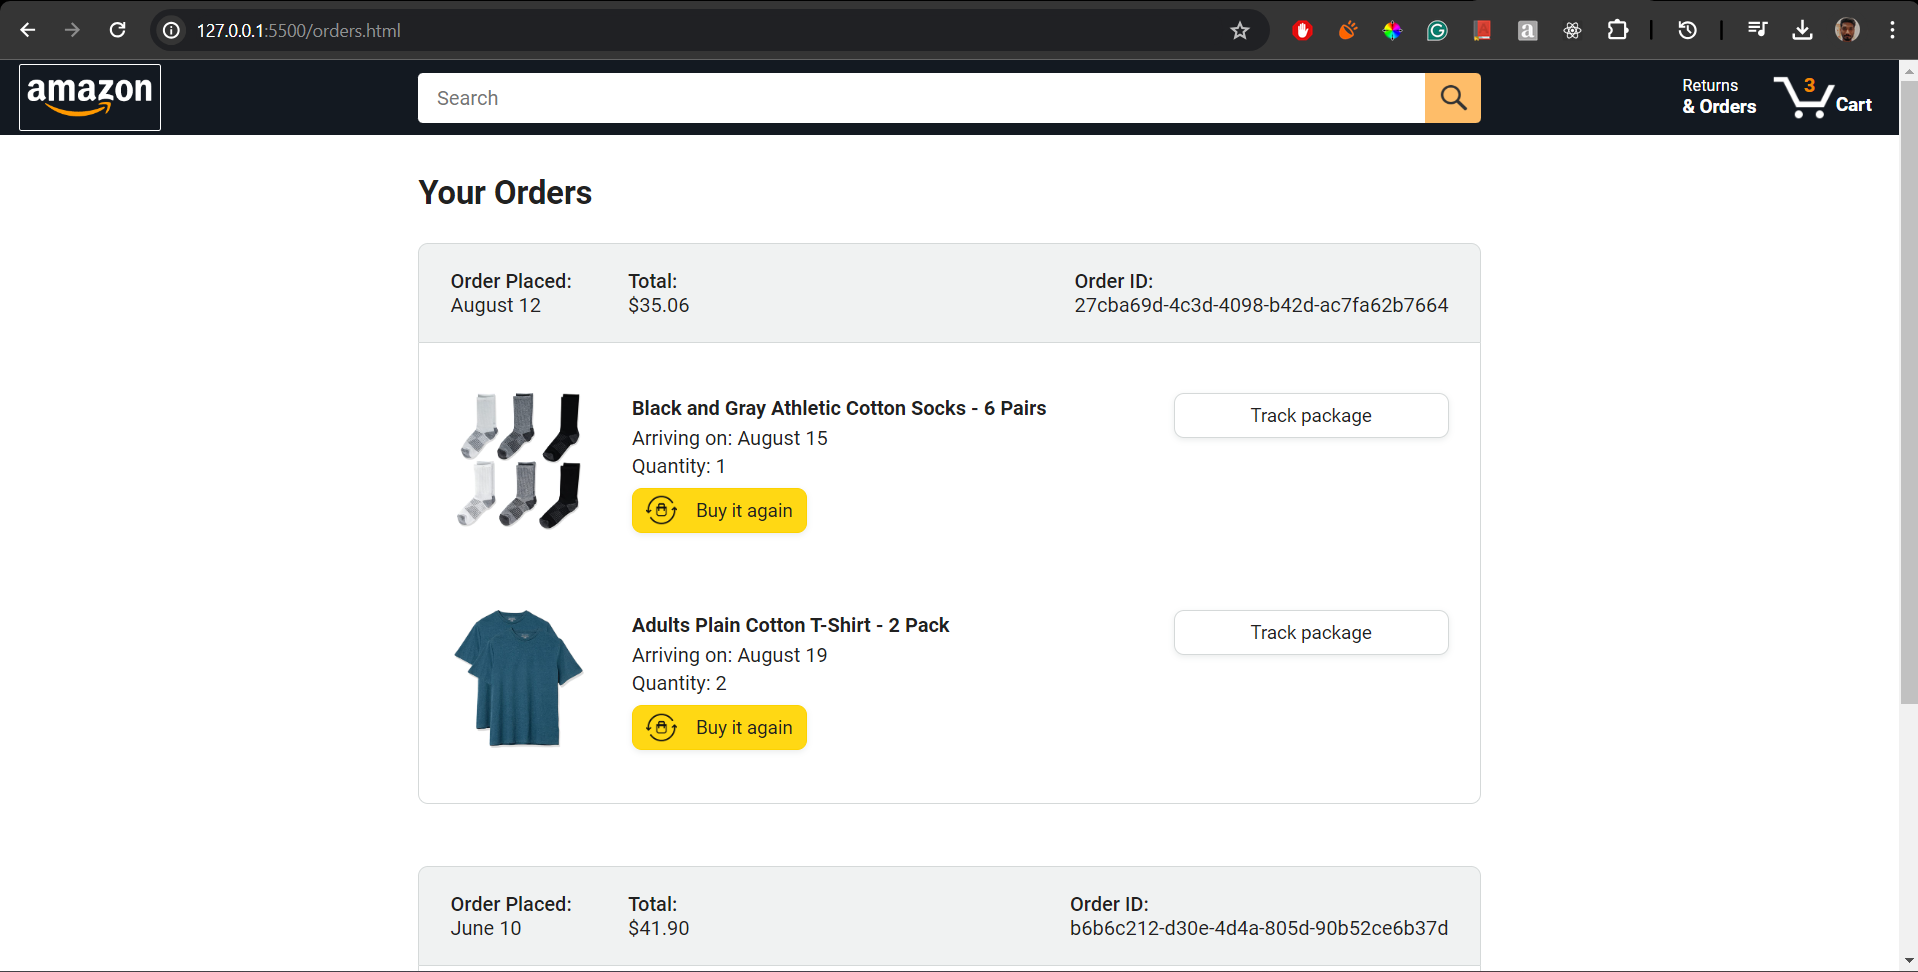 127.0.0.1:5500/orders.html
amazon
Search
Returns
& Orders
3
Cart
Your Orders
Order Placed:
August 12
Total:
$35.06
Order ID:
27cba69d-4c3d-4098-b42d-ac7fa62b7664
Black and Gray Athletic Cotton Socks - 6 Pairs
Arriving on: August 15
Quantity: 1
Buy it again
Track package
Adults Plain Cotton T-Shirt - 2 Pack
Arriving on: August 19
Quantity: 2
Buy it again
Track package
Order Placed:
June 10
Total:
$41.90
Order ID:
b6b6c212-d30e-4d4a-805d-90b52ce6b37d